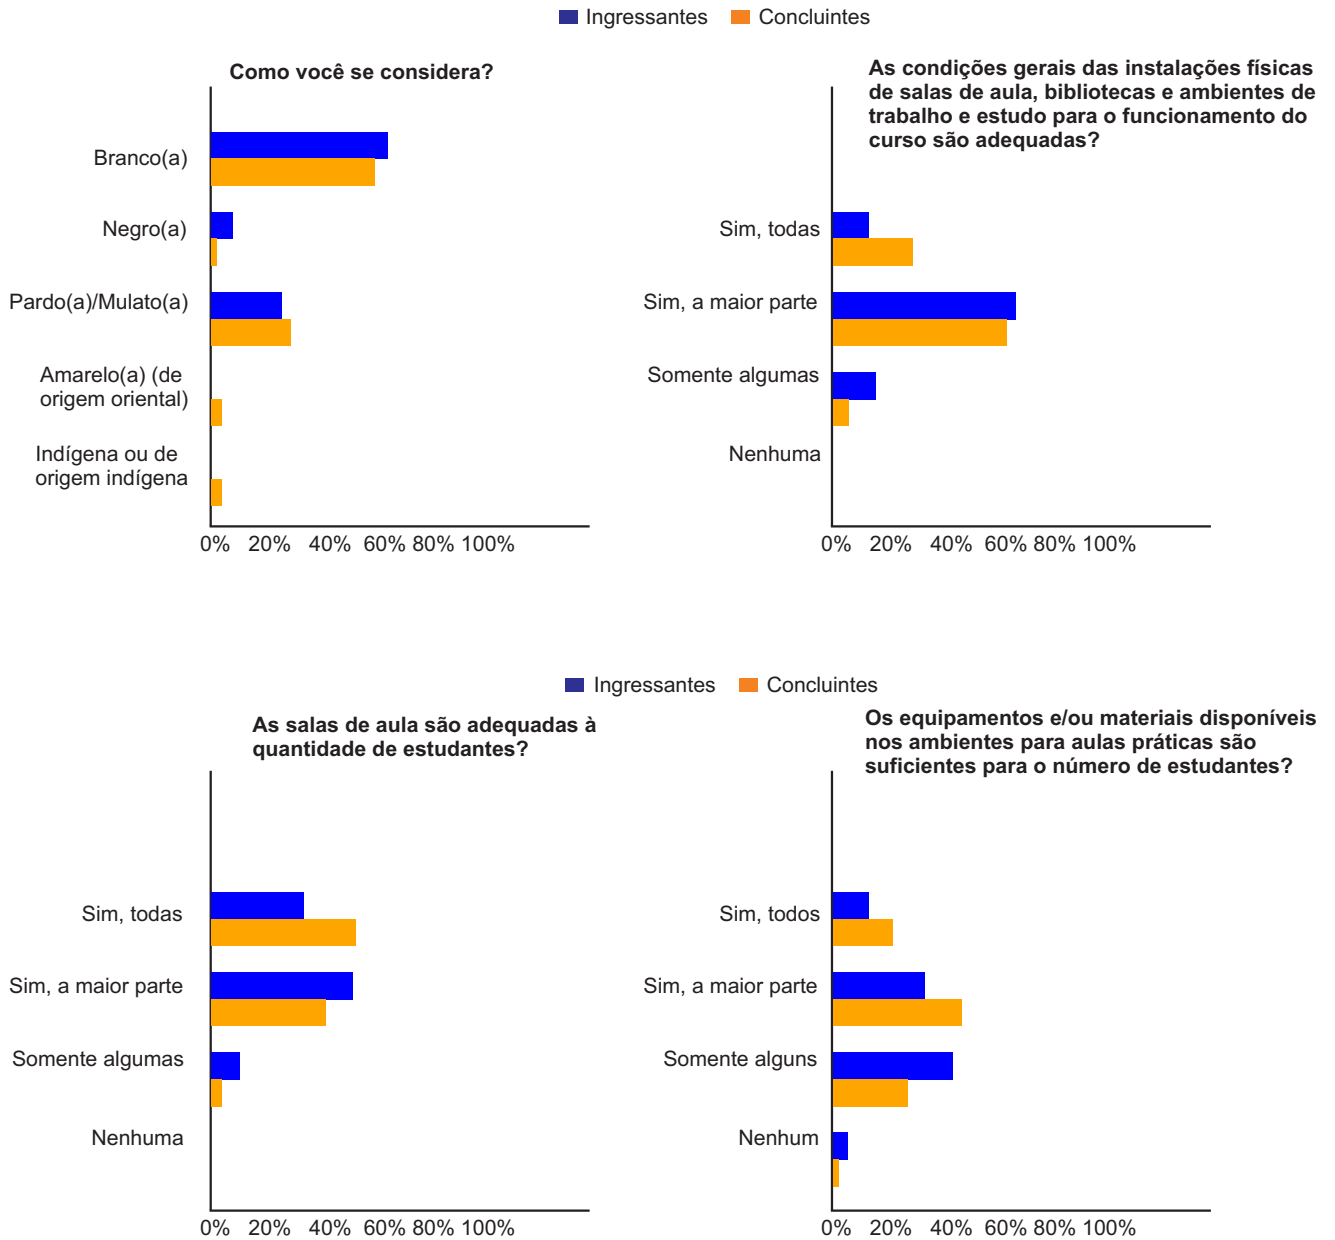 Ingressantes Concluintes
Como você se considera?
Branco(a)
Negro(a)
Pardo(a)/Mulato(a)
Amarelo(a) (de
origem oriental)
Indígena ou de
origem indígena
0% 20% 40% 60% 80% 100%
As condições gerais das instalações físicas
de salas de aula, bibliotecas e ambientes de
trabalho e estudo para o funcionamento do
curso são adequadas?
Sim, todas
Sim, a maior parte
Somente algumas
Nenhuma
0% 20% 40% 60% 80% 100%
Ingressantes Concluintes
As salas de aula são adequadas à
quantidade de estudantes?
Sim, todas
Sim, a maior parte
Somente algumas
Nenhuma
0% 20% 40% 60% 80% 100%
Os equipamentos e/ou materiais disponíveis
nos ambientes para aulas práticas são
suficientes para o número de estudantes?
Sim, todos
Sim, a maior parte
Somente alguns
Nenhum
0% 20% 40% 60% 80% 100%